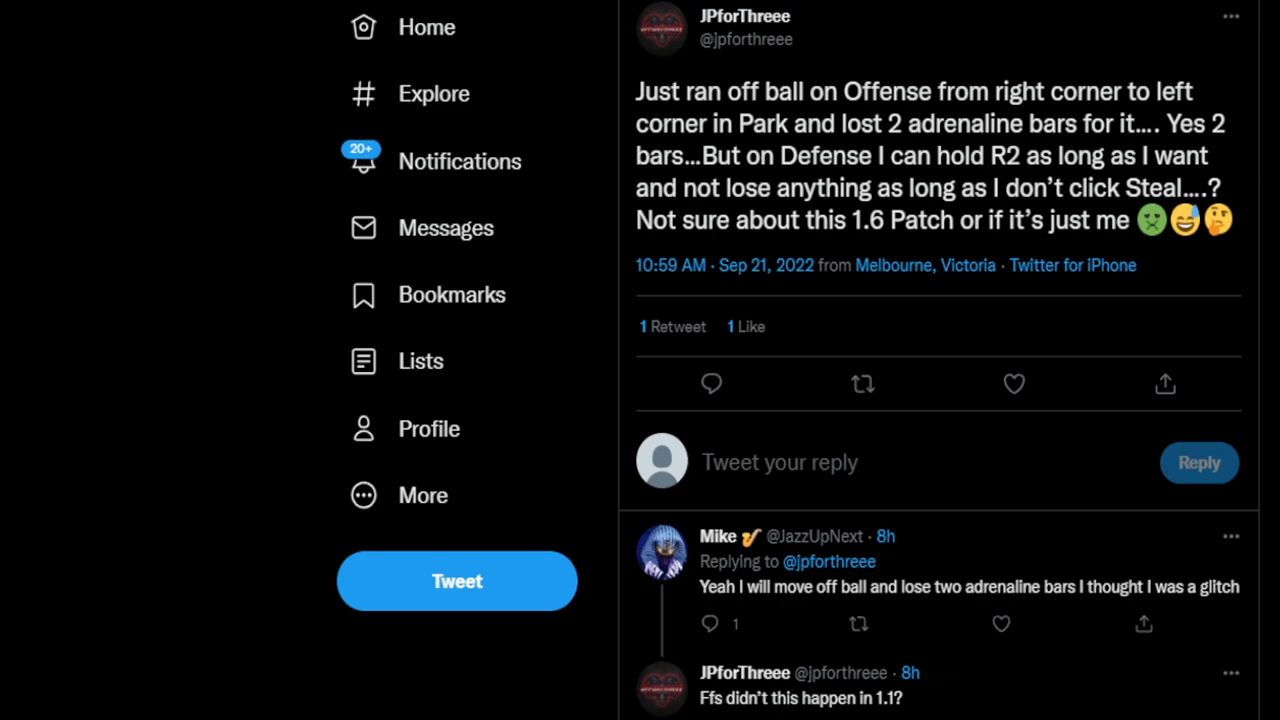 Home
Explore
20+
Notifications
Messages
Bookmarks
Lists
Profile
More
Tweet
JPforThreee
@jpforthreee
Just ran off ball on Offense from right corner to left
corner in Park and lost 2 adrenaline bars for it.... Yes 2
bars...But on Defense I can hold R2 as long as I want
and not lose anything as long as I don’t click Steal....?
Not sure about this 1.6 Patch or if it’s just me 🤢😅🤔
10:59 AM · Sep 21, 2022 from Melbourne, Victoria · Twitter for iPhone
1 Retweet 1 Like
Tweet your reply
Reply
Mike 🎷 @JazzUpNext · 8h
Replying to @jpforthreee
Yeah I will move off ball and lose two adrenaline bars I thought I was a glitch
1
JPforThreee @jpforthreee · 8h
Ffs didn’t this happen in 1.1?